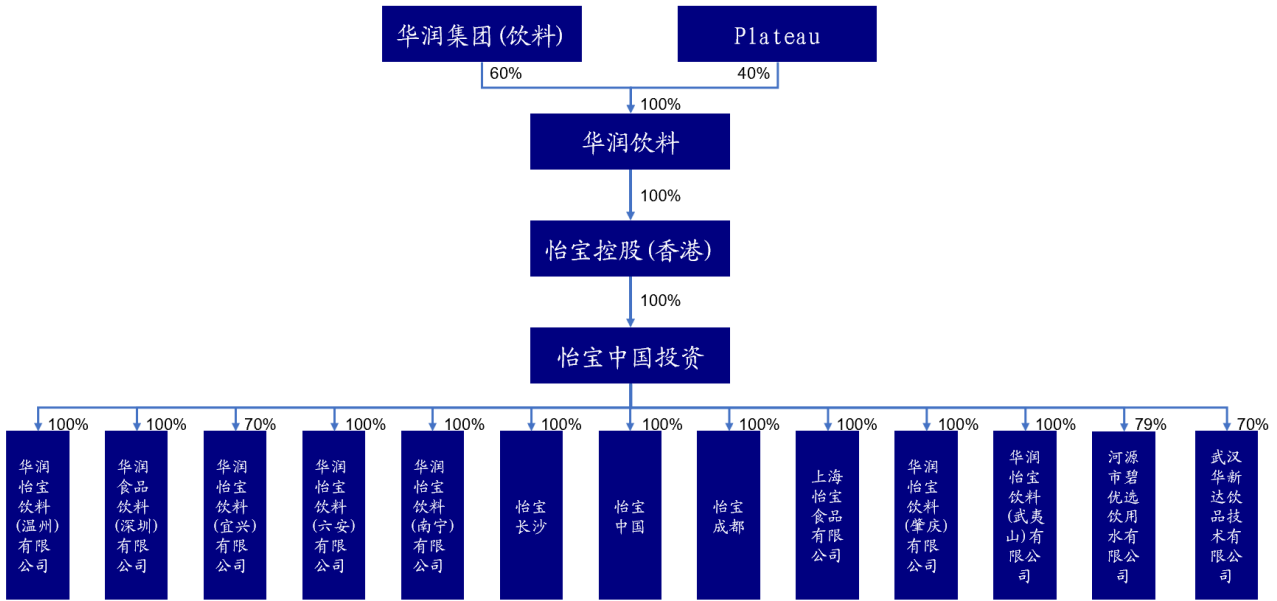 华润集团(饮料)
Plateau
60%
40%
100%
华润饮料
100%
怡宝控股(香港)
100%
怡宝中国投资
100%
100%
70%
100%
100%
100%
100%
100%
100%
100%
100%
79%
70%
华润
怡宝
饮料
(温州)
有限
公司
华润
食品
饮料
(深圳)
有限
公司
华润
怡宝
饮料
(宜兴)
有限
公司
华润
怡宝
饮料
(六安)
有限
公司
华润
怡宝
饮料
(南宁)
有限
公司
怡宝
长沙
怡宝
中国
怡宝
成都
上海
怡宝
食品
有限
公司
华润
怡宝
饮料
(肇庆)
有限
公司
华润
怡宝
饮料
(武夷
山)有
限公
司
河源
市碧
优选
饮用
水有
限公
司
武汉
华新
达饮
品技
术有
限公
司